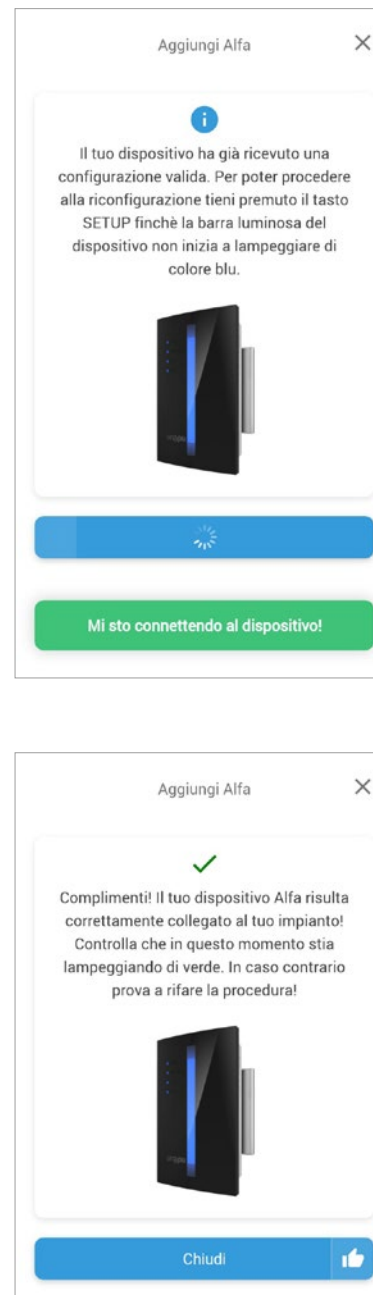 Aggiungi Alfa
Il tuo dispositivo ha già ricevuto una
configurazione valida. Per poter procedere
alla riconfigurazione tieni premuto il tasto
SETUP finchè la barra luminosa del
dispositivo non inizia a lampeggiare di
colore blu.
Mi sto connettendo al dispositivo!
Aggiungi Alfa
Complimenti! Il tuo dispositivo Alfa risulta
correttamente collegato al tuo impianto!
Controlla che in questo momento stia
lampeggiando di verde. In caso contrario
prova a rifare la procedura!
Chiudi